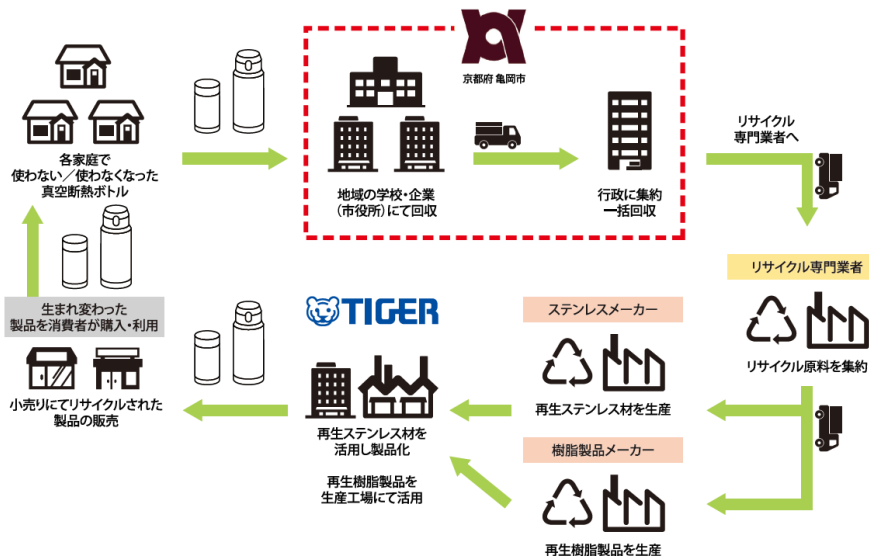 京都府 亀岡市
各家庭で
使わない／使わなくなった
真空断熱ボトル
地域の学校・企業
（市役所）にて回収
行政に集約
一括回収
リサイクル
専門業者へ
リサイクル専門業者
リサイクル原料を集約
ステンレスメーカー
再生ステンレス材を生産
樹脂製品メーカー
再生樹脂製品を生産
TIGER
再生ステンレス材を
活用し製品化
再生樹脂製品を
生産工場にて活用
小売りにてリサイクルされた
製品の販売
生まれ変わった
製品を消費者が購入・利用